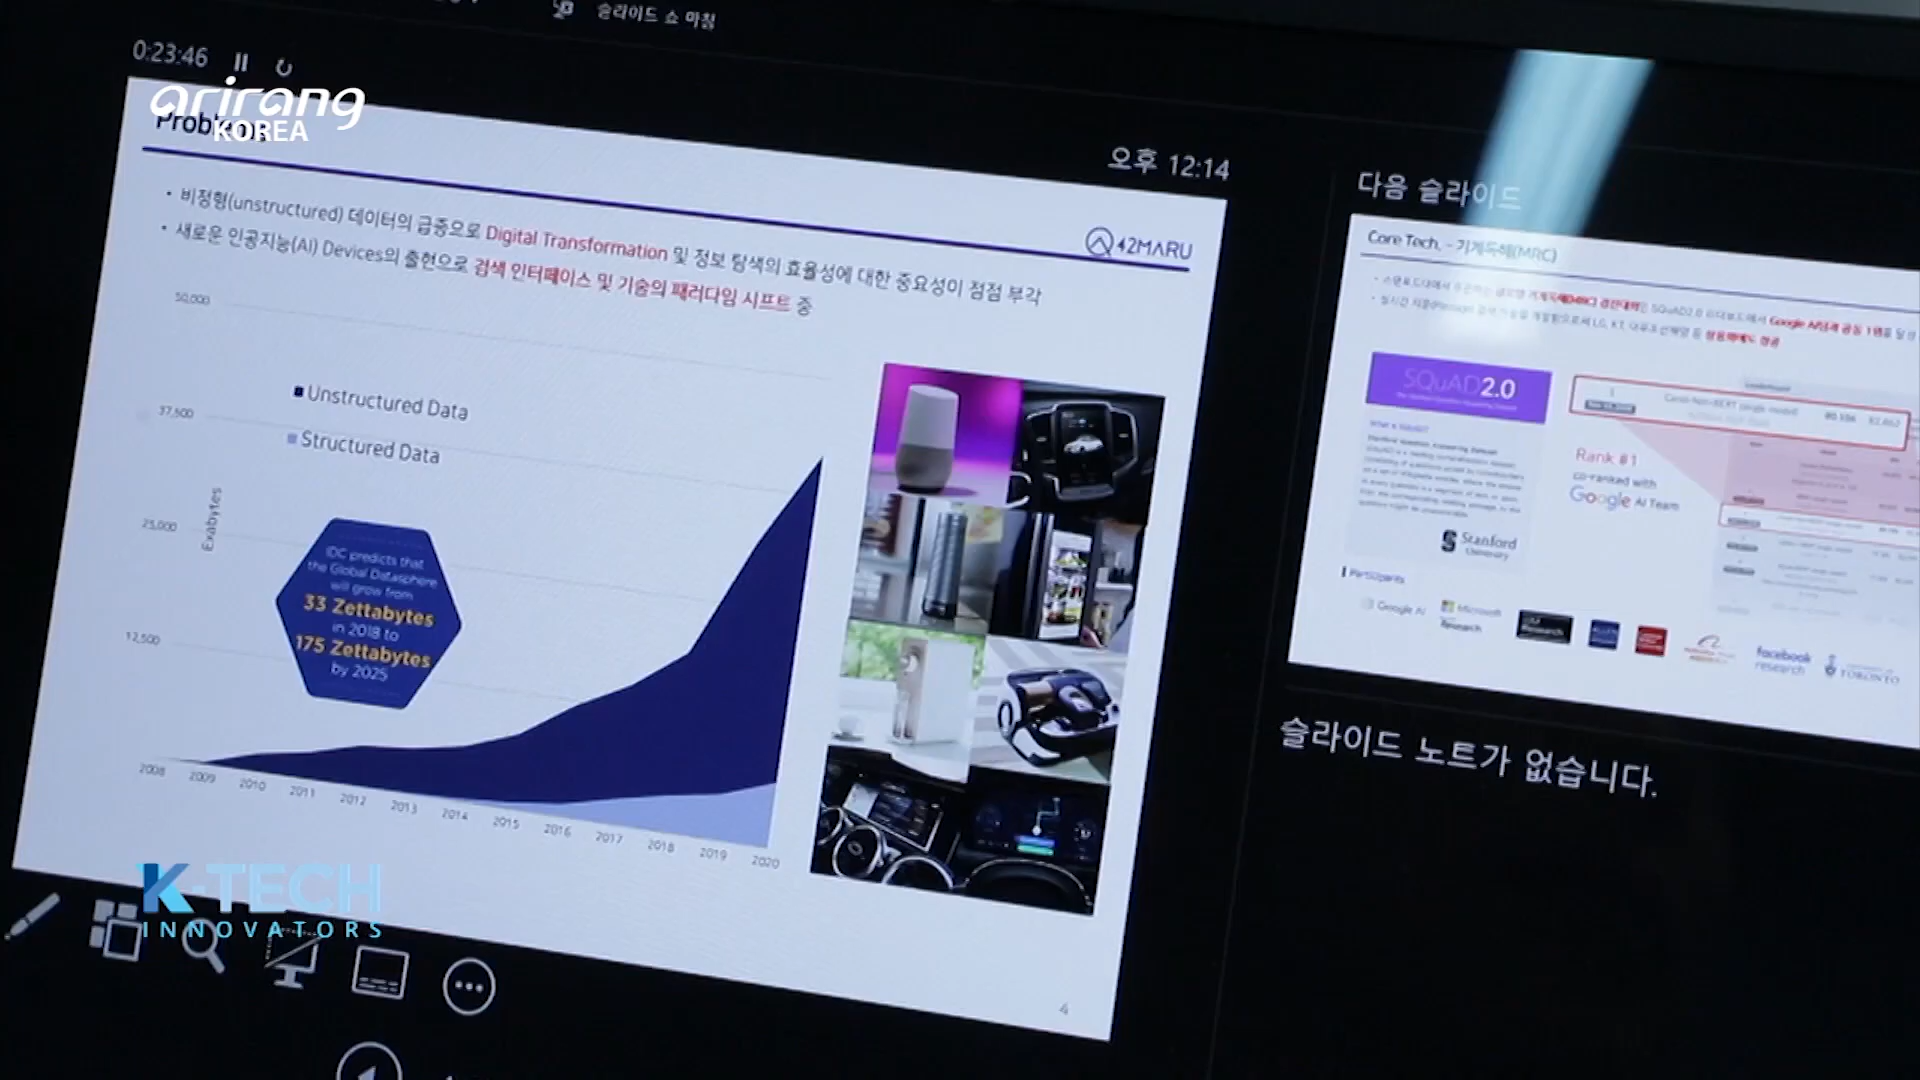 슬라이드 쇼 마침
0:23:46
arirang
KOREA
Problem
오후 12:14
42MARU
• 비정형(unstructured) 데이터의 급증으로 Digital Transformation 및 정보 탐색의 효율성에 대한 중요성이 점점 부각
• 새로운 인공지능(AI) Devices의 출현으로 검색 인터페이스 및 기술의 패러다임 시프트 중
50,000
37,500
25,000
12,500
Exabytes
Unstructured Data
Structured Data
IDC predicts that
the Global Datasphere
will grow from
33 Zettabytes
in 2018 to
175 Zettabytes
by 2025
2008 2009 2010 2011 2012 2013 2014 2015 2016 2017 2018 2019 2020
4
다음 슬라이드
Core Tech. - 기계독해(MRC)
SQuAD2.0
What is SQuAD?
Stanford
University
Rank #1
co-ranked with
Google AI Team
Participants
Google AI
Microsoft
Research
facebook
research
TORONTO
슬라이드 노트가 없습니다.
K-TECH
INNOVATORS